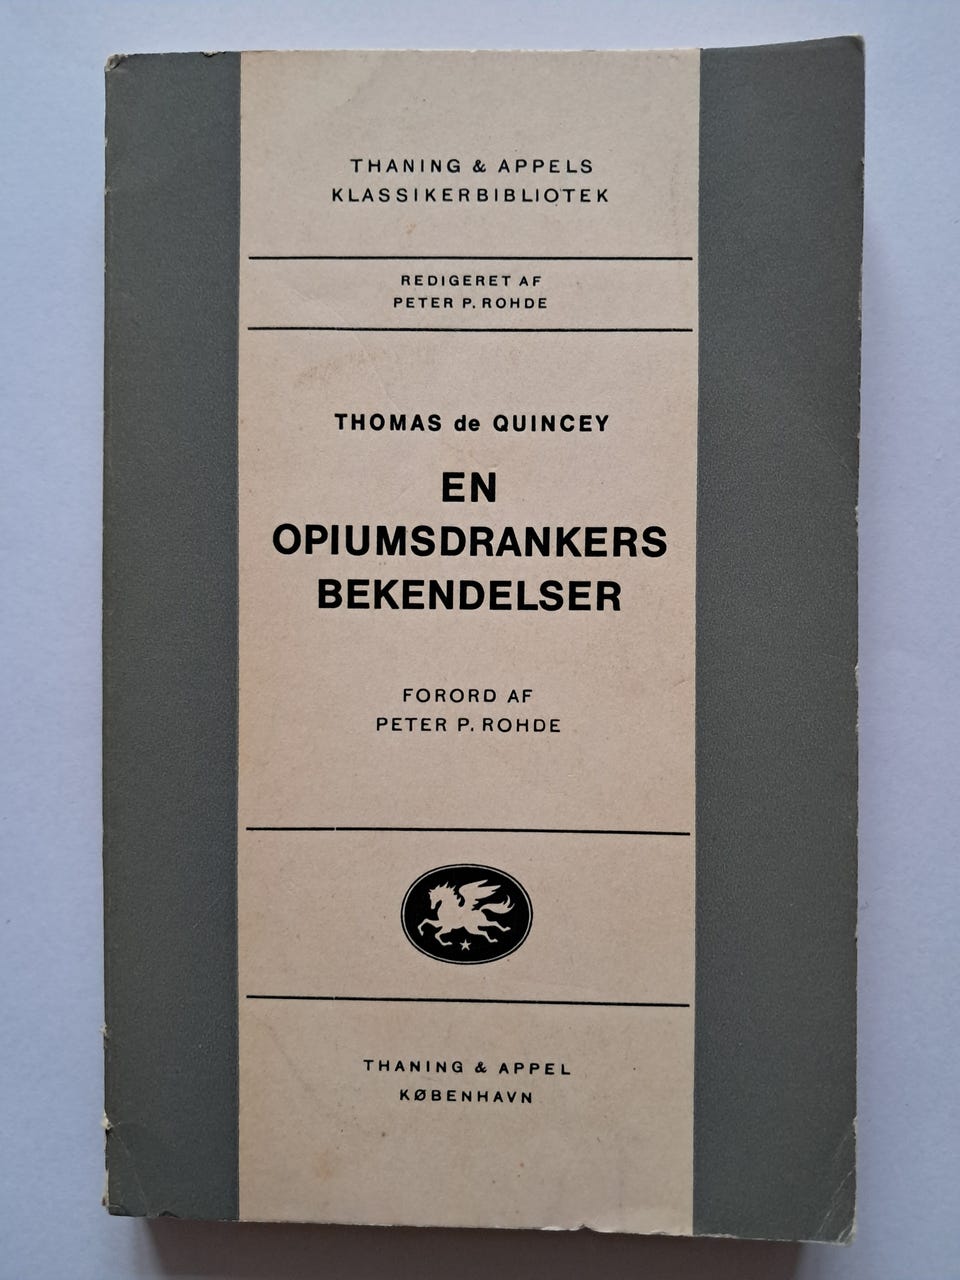 THANING & APPELS
KLASSIKERBIBLIOTEK
REDIGERET AF
PETER P. ROHDE
THOMAS de QUINCEY
EN
OPIUMSDRANKERS
BEKENDELSER
FORORD AF
PETER P. ROHDE
THANING & APPEL
KØBENHAVN